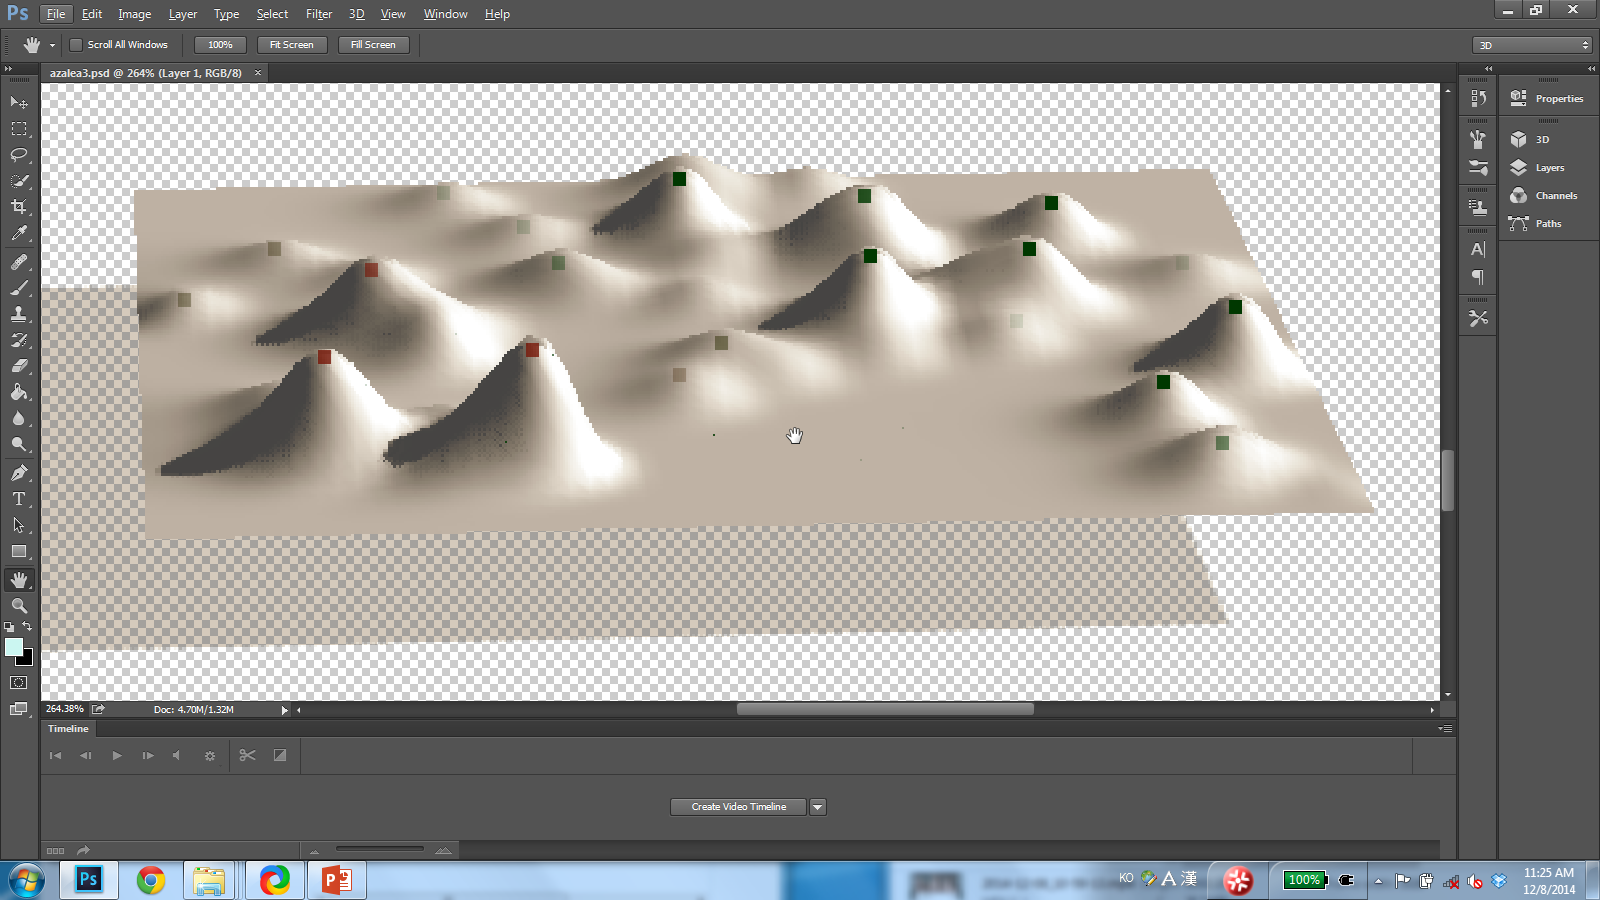 Ps File Edit Image Layer Type Select Filter 3D View Window Help
Scroll All Windows 100% Fit Screen Fill Screen 3D
azalea3.psd @ 264% (Layer 1, RGB/8) ×
Properties
3D
Layers
Channels
Paths
A
T
264.38% Doc: 4.70M/1.32M
Timeline
Create Video Timeline
Ps
P
KO A 漢
100%
11:25 AM
12/8/2014